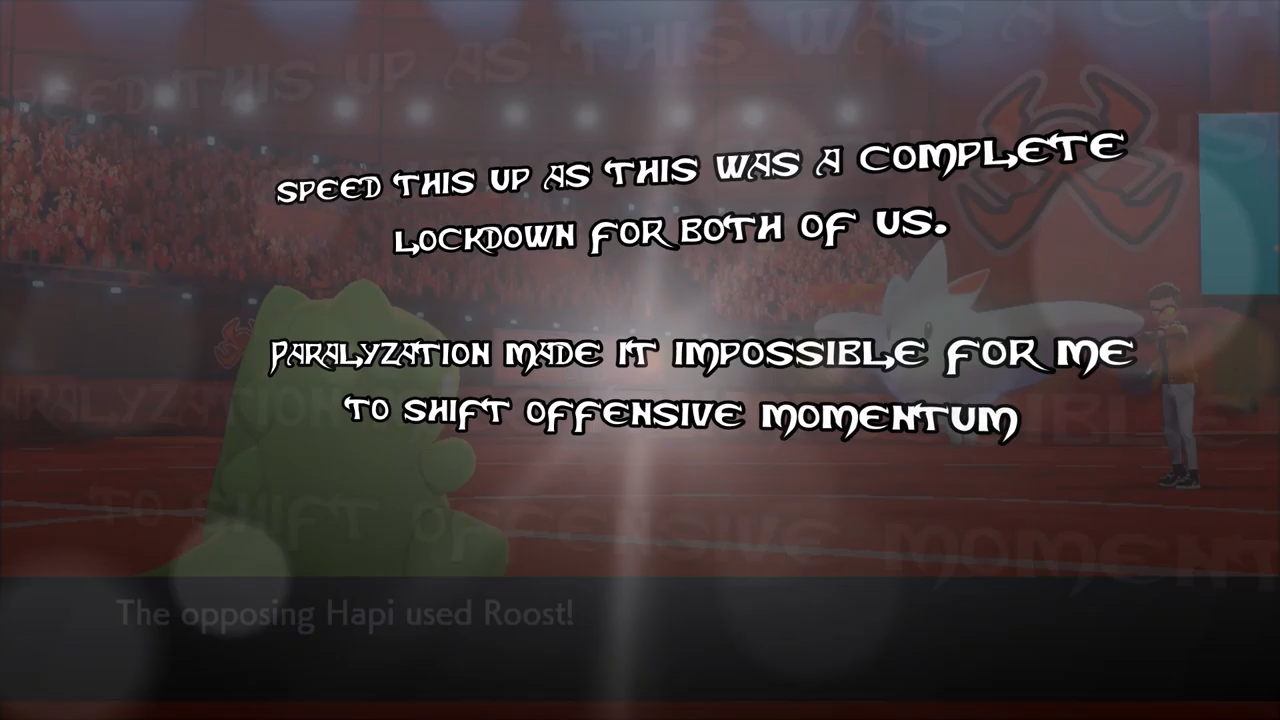 SPEED THIS UP AS THIS WAS A COMPLETE
LOCKDOWN FOR BOTH OF US.
PARALYZATION MADE IT IMPOSSIBLE FOR ME
TO SHIFT OFFENSIVE MOMENTUM
The opposing Hapi used Roost!